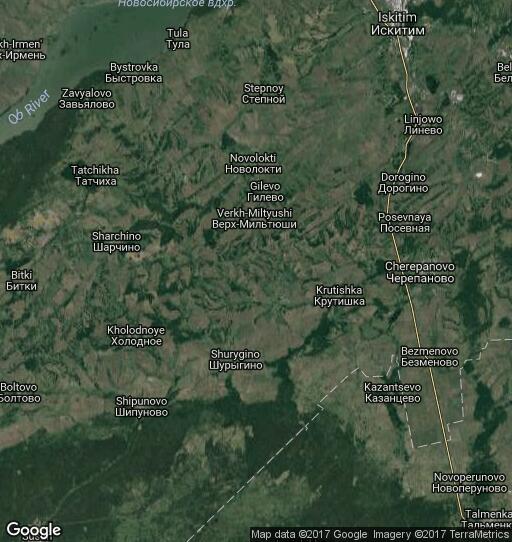 Новосибирское вдхр.
Iskitim
Искитим
Tula
Тула
kh-Irmen'
х-Ирмень
Bystrovka
Быстровка
Zavyalovo
Завьялово
Stepnoy
Степной
Ob River
Linjowo
Линево
Novolokti
Новолокти
Tatchikha
Татчиха
Gilevo
Гилево
Dorogino
Дорогино
Verkh-Miltyushi
Верх-Мильтюши
Posevnaya
Посевная
Sharchino
Шарчино
Bitki
Битки
Cherepanovo
Черепаново
Krutishka
Крутишка
Kholodnoye
Холодное
Shurygino
Шурыгино
Bezmenovo
Безменово
Boltovo
Болтово
Kazantsevo
Казанцево
Shipunovo
Шипуново
Novoperunovo
Новоперуново
Talmenka
Тальменка
Google
Map data ©2017 Google Imagery ©2017 TerraMetrics